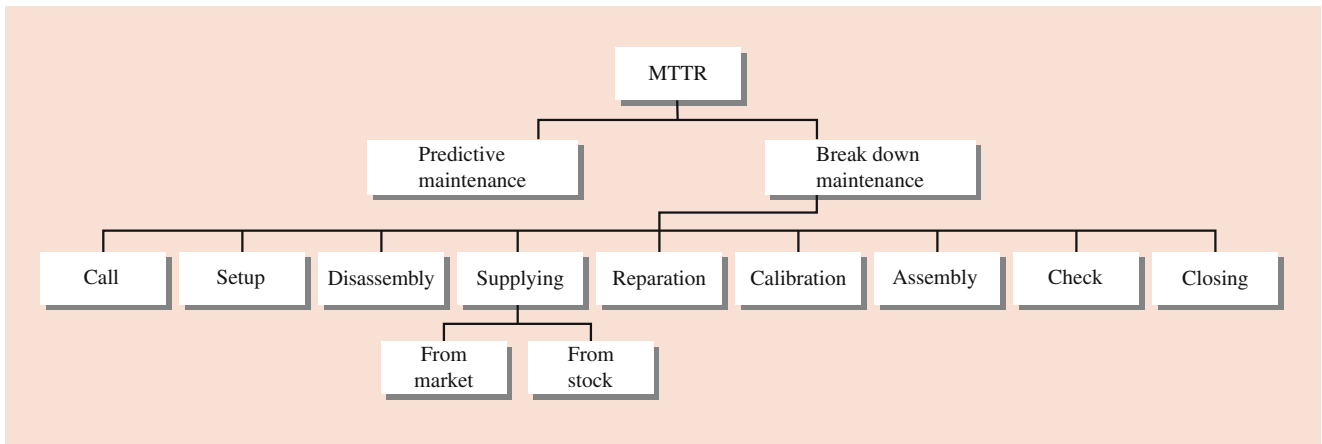 MTTR
Predictive
maintenance
Break down
maintenance
Call
Setup
Disassembly
Supplying
Reparation
Calibration
Assembly
Check
Closing
From
market
From
stock